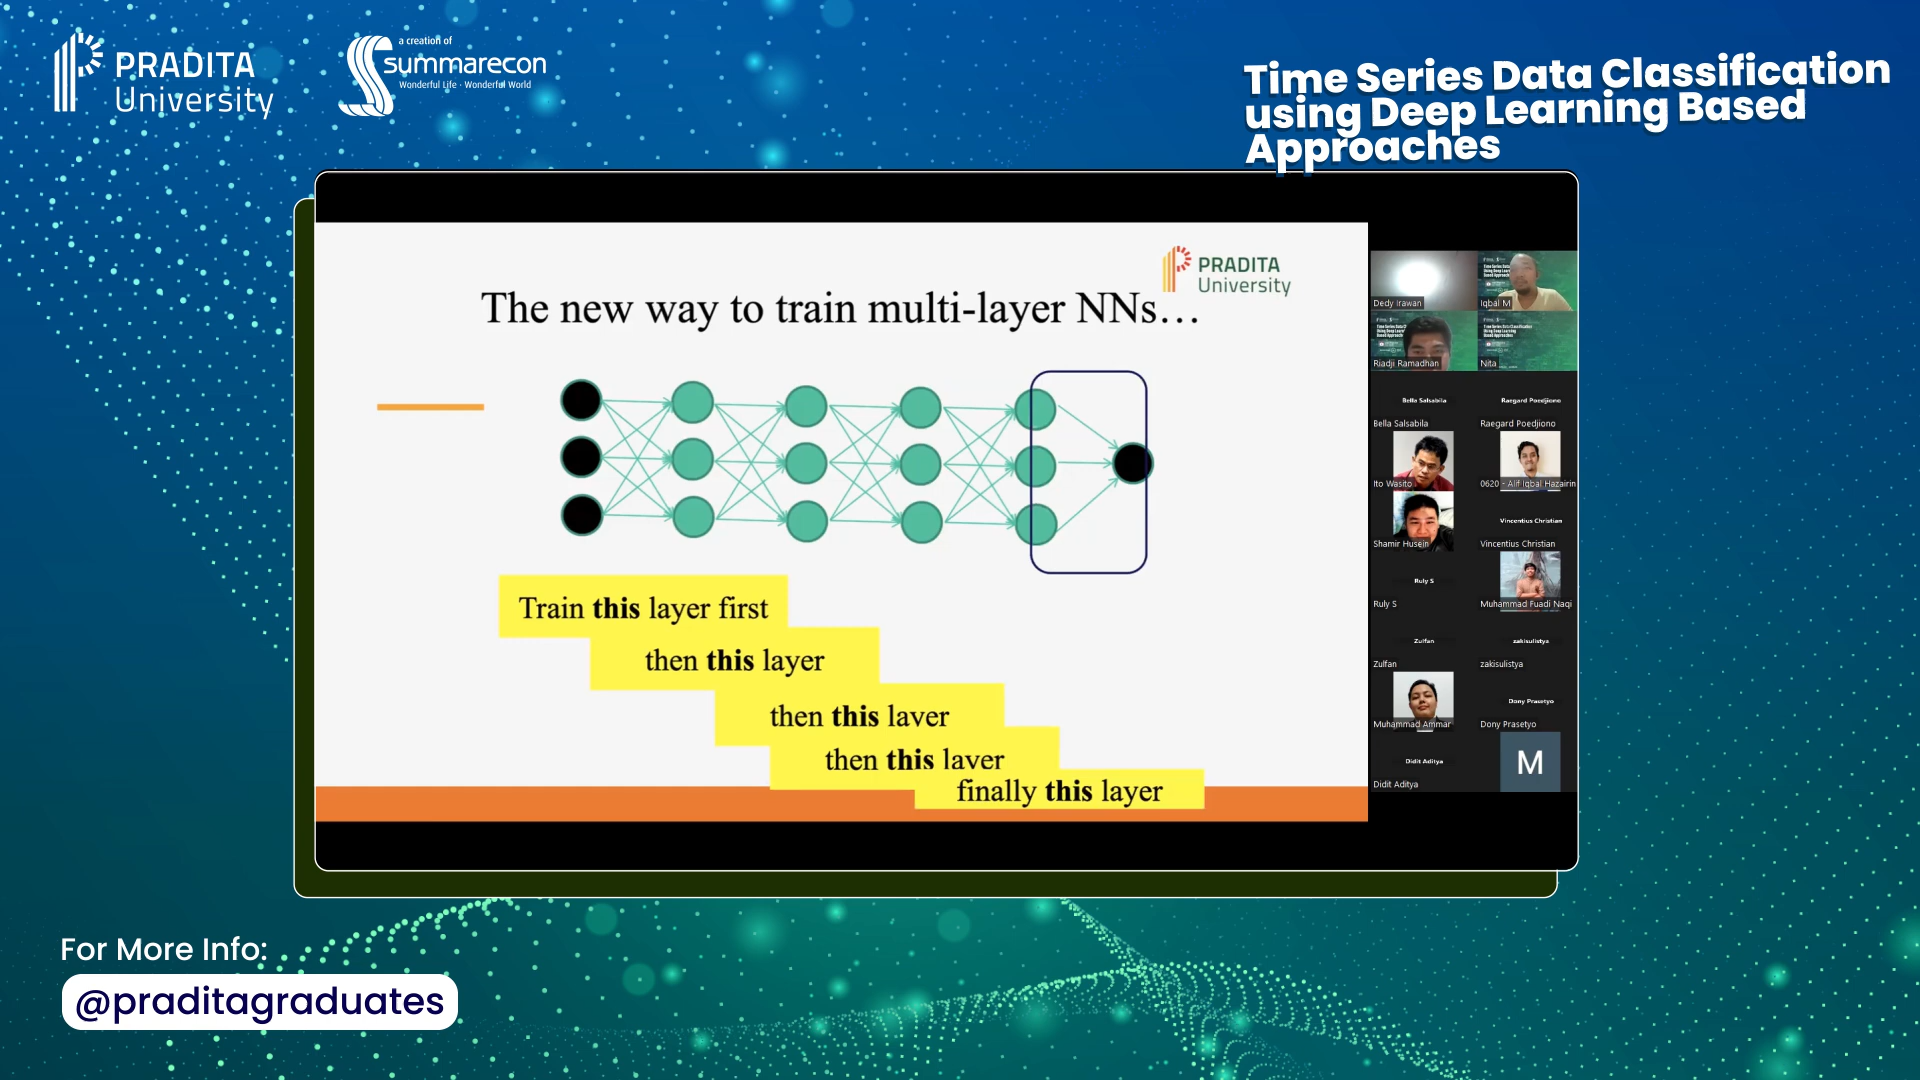 PRADITA
University
a creation of
summarecon
Wonderful Life · Wonderful World
Time Series Data Classification
using Deep Learning Based
Approaches
PRADITA
University
The new way to train multi-layer NNs…
Train this layer first
then this layer
then this laver
then this laver
finally this layer
Dedy Irawan
Iqbal M
Riadji Ramadhan
Nita
Bella Salsabila
Raegard Poedjiono
Bella Salsabila
Raegard Poedjiono
Ito Wasito
0620 - Alif Iqbal Hazairin
Vincentius Christian
Shamir Husein
Vincentius Christian
Ruly S
Ruly S
Muhammad Fuadi Naqi
Zulfan
zakisulistya
Zulfan
zakisulistya
Dony Prasetyo
Muhammad Ammar
Dony Prasetyo
Didit Aditya
M
Didit Aditya
For More Info:
@praditagraduates